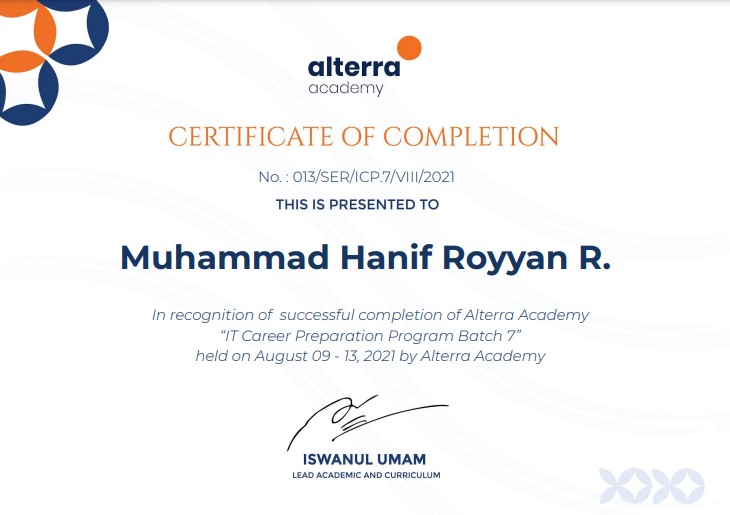 alterra
academy
CERTIFICATE OF COMPLETION
No. : 013/SER/ICP.7/VIII/2021
THIS IS PRESENTED TO
Muhammad Hanif Royyan R.
In recognition of successful completion of Alterra Academy
“IT Career Preparation Program Batch 7”
held on August 09 - 13, 2021 by Alterra Academy
ISWANUL UMAM
LEAD ACADEMIC AND CURRICULUM